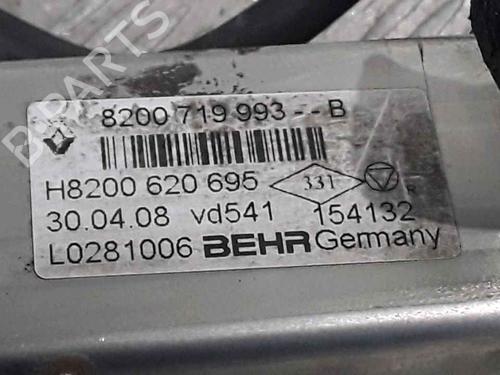 8200 719 993--B
H8200 620 695 331 R
30.04.08 vd541 154132
L0281006 BEHR Germany
B-PARTS